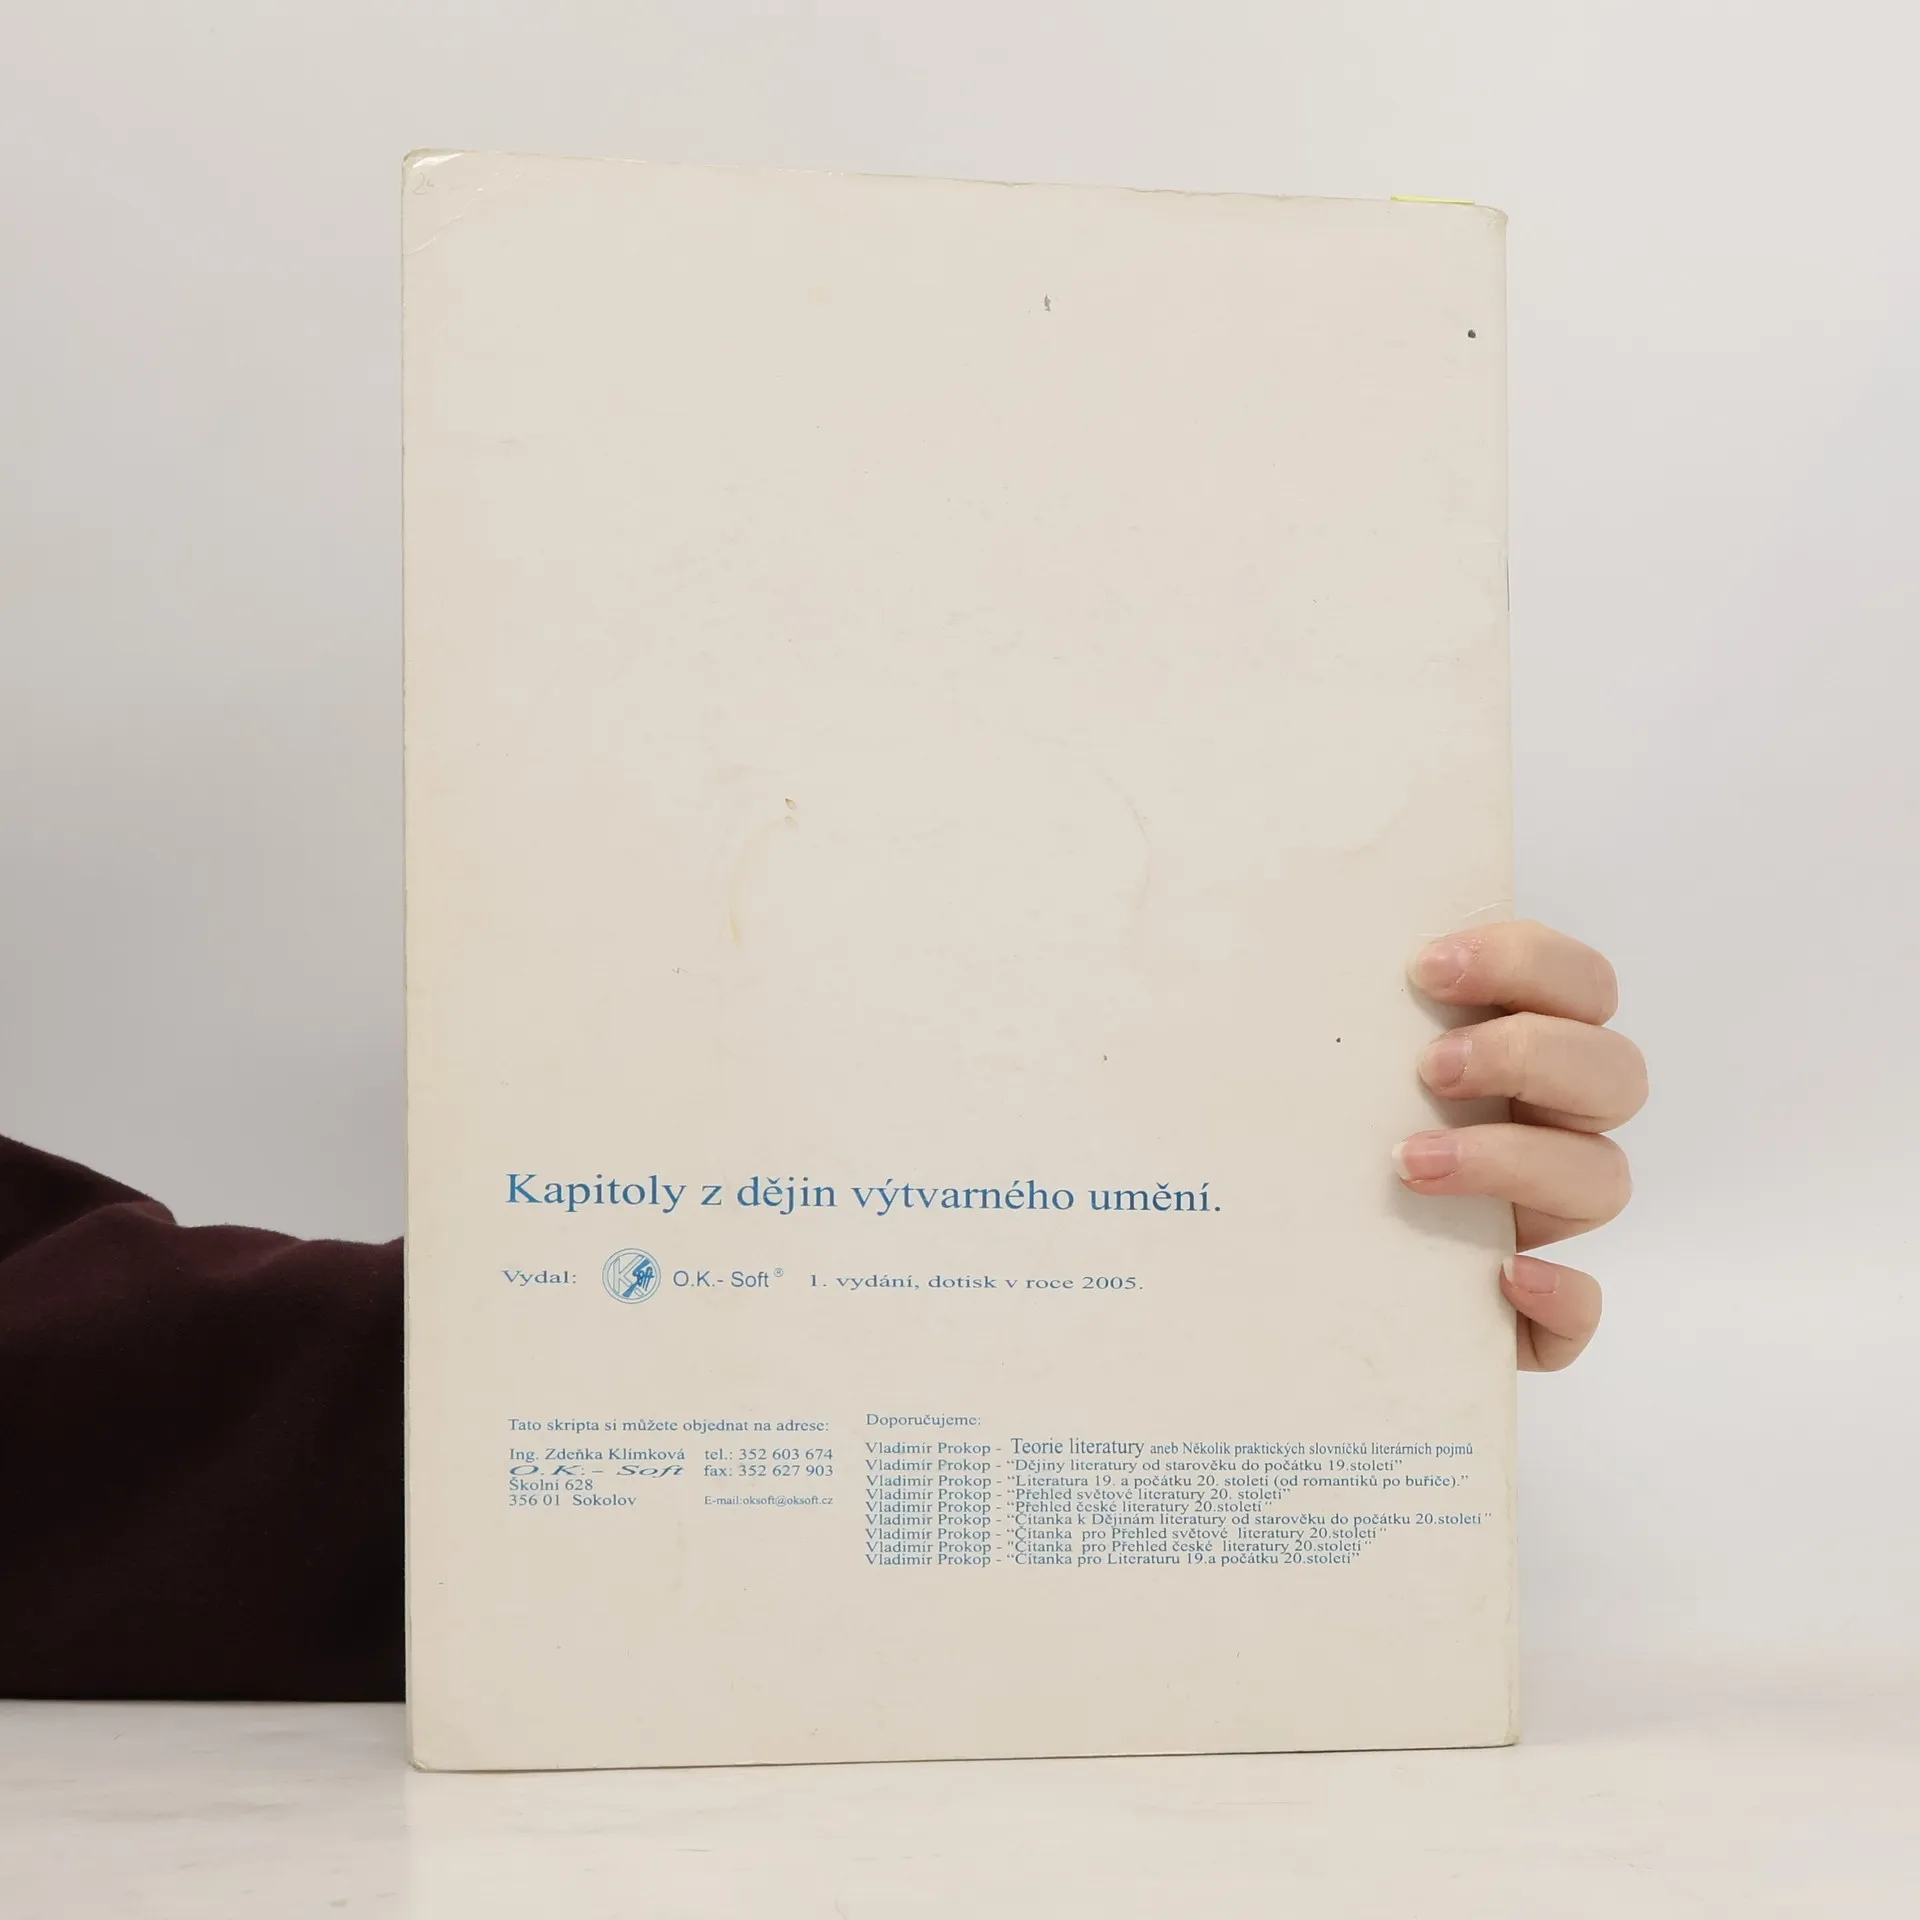 Kapitoly z dějin výtvarného umění.
Vydal: O.K.- Soft ® 1. vydání, dotisk v roce 2005.
Tato skripta si můžete objednat na adrese:
Ing. Zdeňka Klímková tel.: 352 603 674
O.K.- Soft fax: 352 627 903
Školní 628
356 01 Sokolov E-mail:oksoft@oksoft.cz
Doporučujeme:
Vladimír Prokop - Teorie literatury aneb Několik praktických slovníčků literárních pojmů
Vladimír Prokop - “Dějiny literatury od starověku do počátku 19.století”
Vladimír Prokop - “Literatura 19. a počátku 20. století (od romantiků po buřiče).”
Vladimír Prokop - “Přehled světové literatury 20. století”
Vladimír Prokop - “Přehled české literatury 20.století”
Vladimír Prokop - “Čítanka k Dějinám literatury od starověku do počátku 20.století”
Vladimír Prokop - “Čítanka pro Přehled světové literatury 20.století”
Vladimír Prokop - "Čítanka pro Přehled české literatury 20.století”
Vladimír Prokop - “Čítanka pro Literaturu 19.a počátku 20.století”